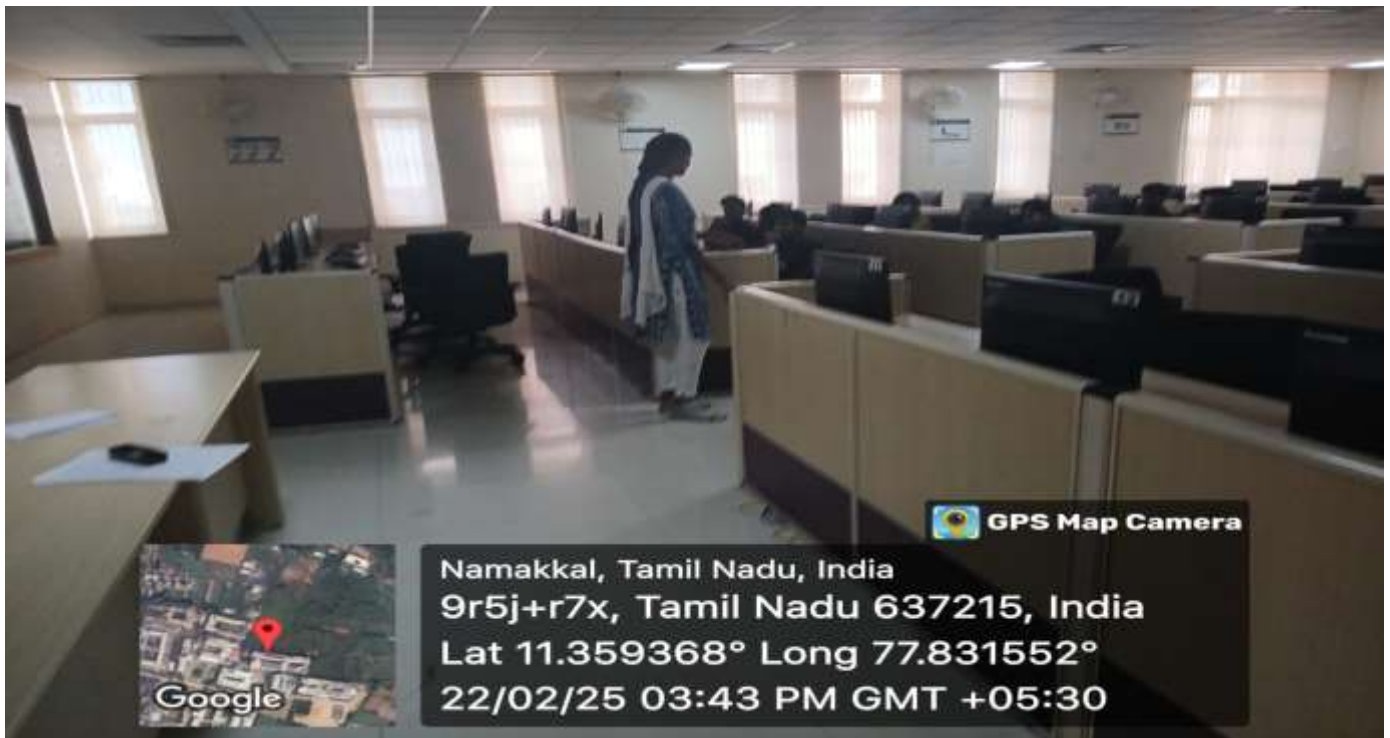 GPS Map Camera
Namakkal, Tamil Nadu, India
9r5j+r7x, Tamil Nadu 637215, India
Lat 11.359368° Long 77.831552°
22/02/25 03:43 PM GMT +05:30
Google